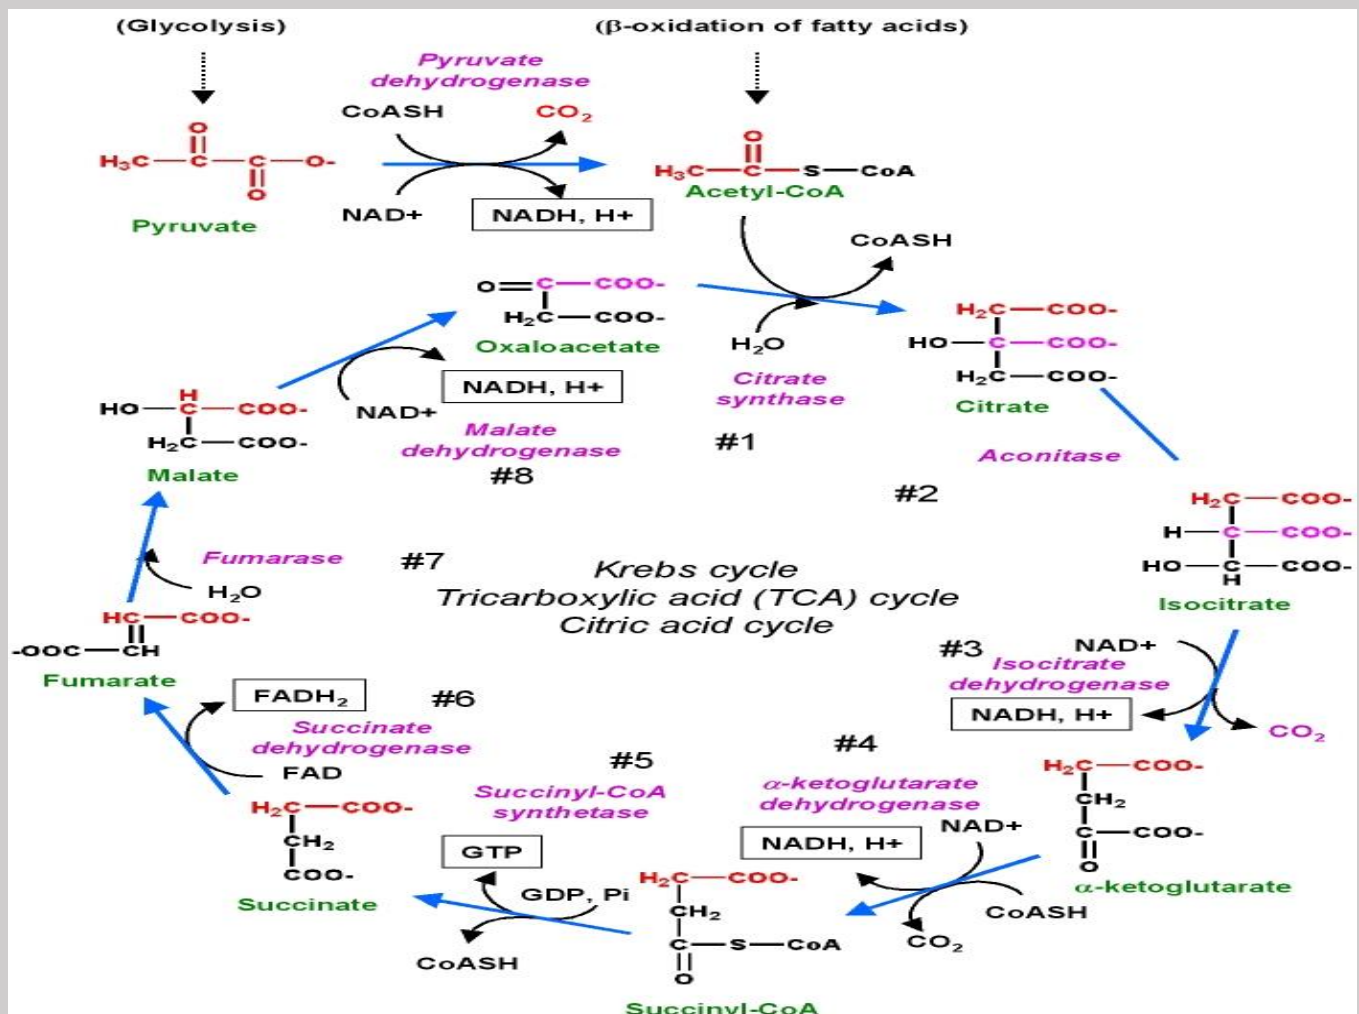 (Glycolysis)
(β-oxidation of fatty acids)
Pyruvate
dehydrogenase
CoASH
CO₂
O
H₃C—C—C—O-
O
Pyruvate
NAD+
NADH, H+
O
H₃C—C—S—CoA
Acetyl-CoA
CoASH
O=C—COO-
H₂C—COO-
Oxaloacetate
H₂O
Citrate
synthase
#1
H₂C—COO-
HO—C—COO-
H₂C—COO-
Citrate
Aconitase
#2
H₂C—COO-
H—C—COO-
HO—C—COO-
H
Isocitrate
#3
NAD+
Isocitrate
dehydrogenase
NADH, H+
CO₂
H₂C—COO-
CH₂
C—COO-
O
α-ketoglutarate
#4
α-ketoglutarate
dehydrogenase
NAD+
NADH, H+
CoASH
CO₂
H₂C—COO-
CH₂
C—S—CoA
O
Succinyl-CoA
#5
Succinyl-CoA
synthetase
GTP
GDP, Pi
CoASH
H₂C—COO-
CH₂
COO-
Succinate
#6
FADH₂
Succinate
dehydrogenase
FAD
HC—COO-
-OOC—CH
Fumarate
#7
Fumarase
H₂O
H
HO—C—COO-
H₂C—COO-
Malate
NADH, H+
NAD+
Malate
dehydrogenase
#8
Krebs cycle
Tricarboxylic acid (TCA) cycle
Citric acid cycle